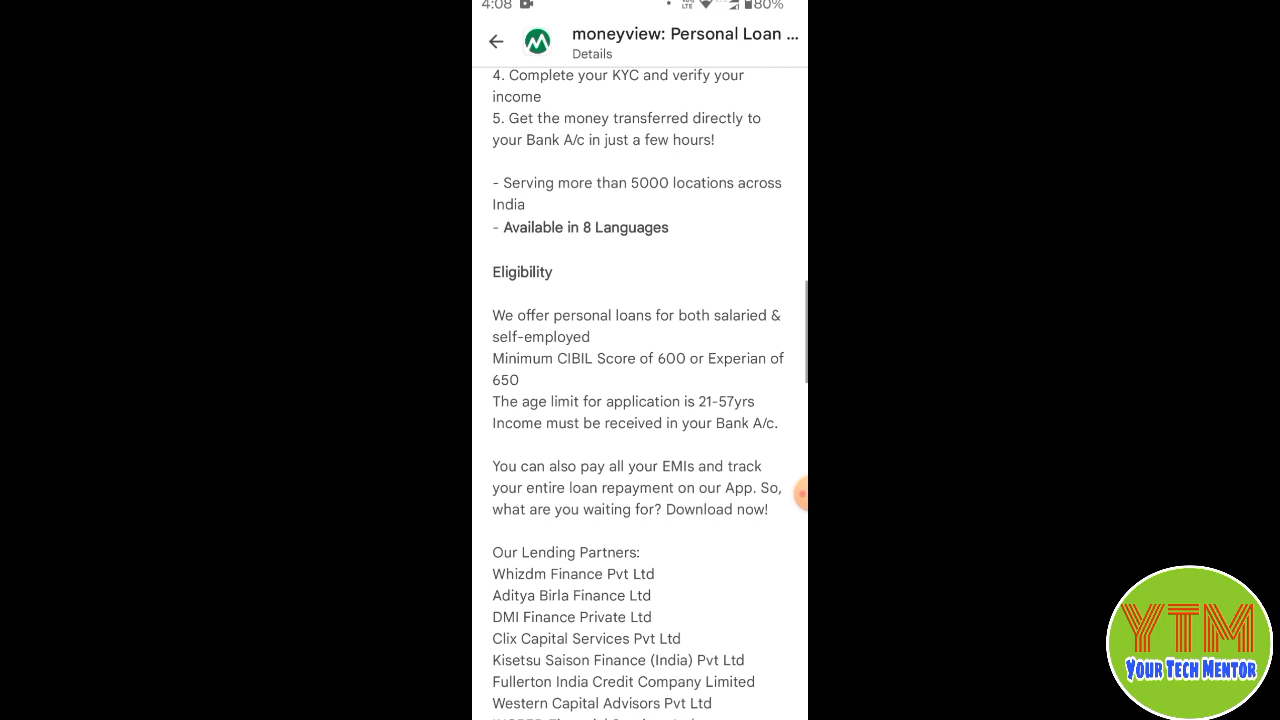 4:08
80%
moneyview: Personal Loan ...
Details
4. Complete your KYC and verify your
income
5. Get the money transferred directly to
your Bank A/c in just a few hours!
- Serving more than 5000 locations across
India
- Available in 8 Languages
Eligibility
We offer personal loans for both salaried &
self-employed
Minimum CIBIL Score of 600 or Experian of
650
The age limit for application is 21-57yrs
Income must be received in your Bank A/c.
You can also pay all your EMIs and track
your entire loan repayment on our App. So,
what are you waiting for? Download now!
Our Lending Partners:
Whizdm Finance Pvt Ltd
Aditya Birla Finance Ltd
DMI Finance Private Ltd
Clix Capital Services Pvt Ltd
Kisetsu Saison Finance (India) Pvt Ltd
Fullerton India Credit Company Limited
Western Capital Advisors Pvt Ltd
YTM
YOUR TECH MENTOR